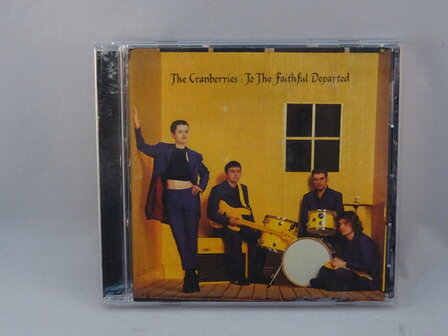 The Cranberries : To The Faithful Departed